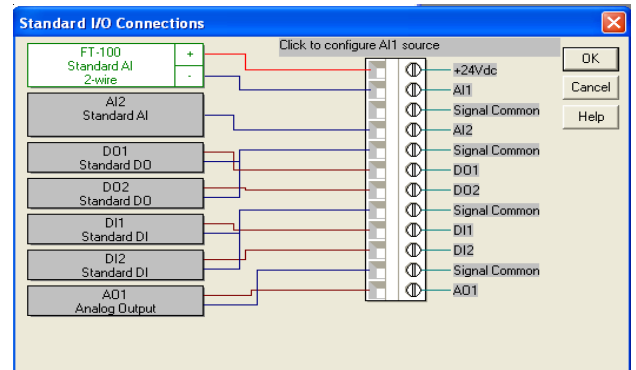 Standard I/O Connections
Click to configure AI1 source
FT-100
Standard AI
2-wire
+
-
AI2
Standard AI
DO1
Standard DO
DO2
Standard DO
DI1
Standard DI
DI2
Standard DI
AO1
Analog Output
+24Vdc
AI1
Signal Common
AI2
Signal Common
DO1
DO2
Signal Common
DI1
DI2
Signal Common
AO1
OK
Cancel
Help